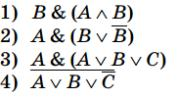 1) B & (A ∧ B)
2) A & (B ∨ B̅)
3) A̅ ̅&̅ ̅(̅A̅ ̅∨̅ ̅B̅ ∨ C)
4) A ∨ B ∨ C̅